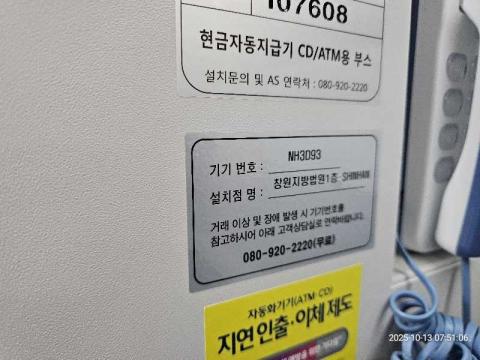 107608
현금자동지급기 CD/ATM용 부스
설치문의 및 AS 연락처 : 080-920-2220
기기 번호 : NH3D93
설치점 명 : 창원지방법원1층-SHINHAN
거래 이상 및 장애 발생 시 기기번호를
참고하시어 아래 고객상담실로 연락바랍니다.
080-920-2220(무료)
자동화기기(ATM·CD)
지연인출·이체 제도
2025-10-13 07:51:06